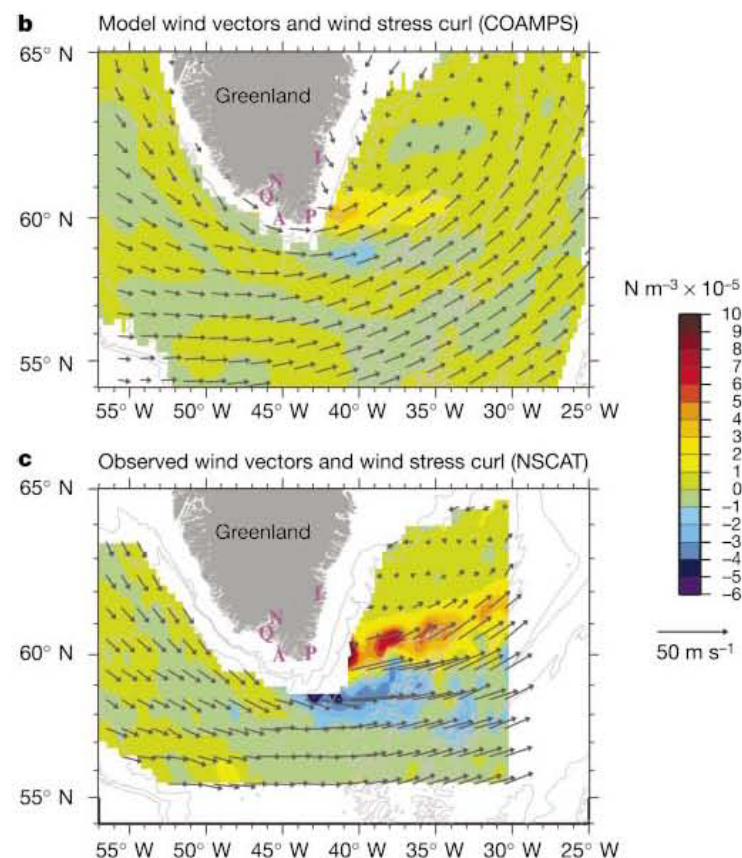 b Model wind vectors and wind stress curl (COAMPS)
65° N
Greenland
I
N
Q
60° N
A P
55° N
55° W 50° W 45° W 40° W 35° W 30° W 25° W
N m⁻³ × 10⁻⁵
10
9
8
7
6
5
4
3
2
1
0
−1
−2
−3
−4
−5
−6
50 m s⁻¹
c Observed wind vectors and wind stress curl (NSCAT)
65° N
Greenland
I
N
Q
60° N
A P
55° N
55° W 50° W 45° W 40° W 35° W 30° W 25° W